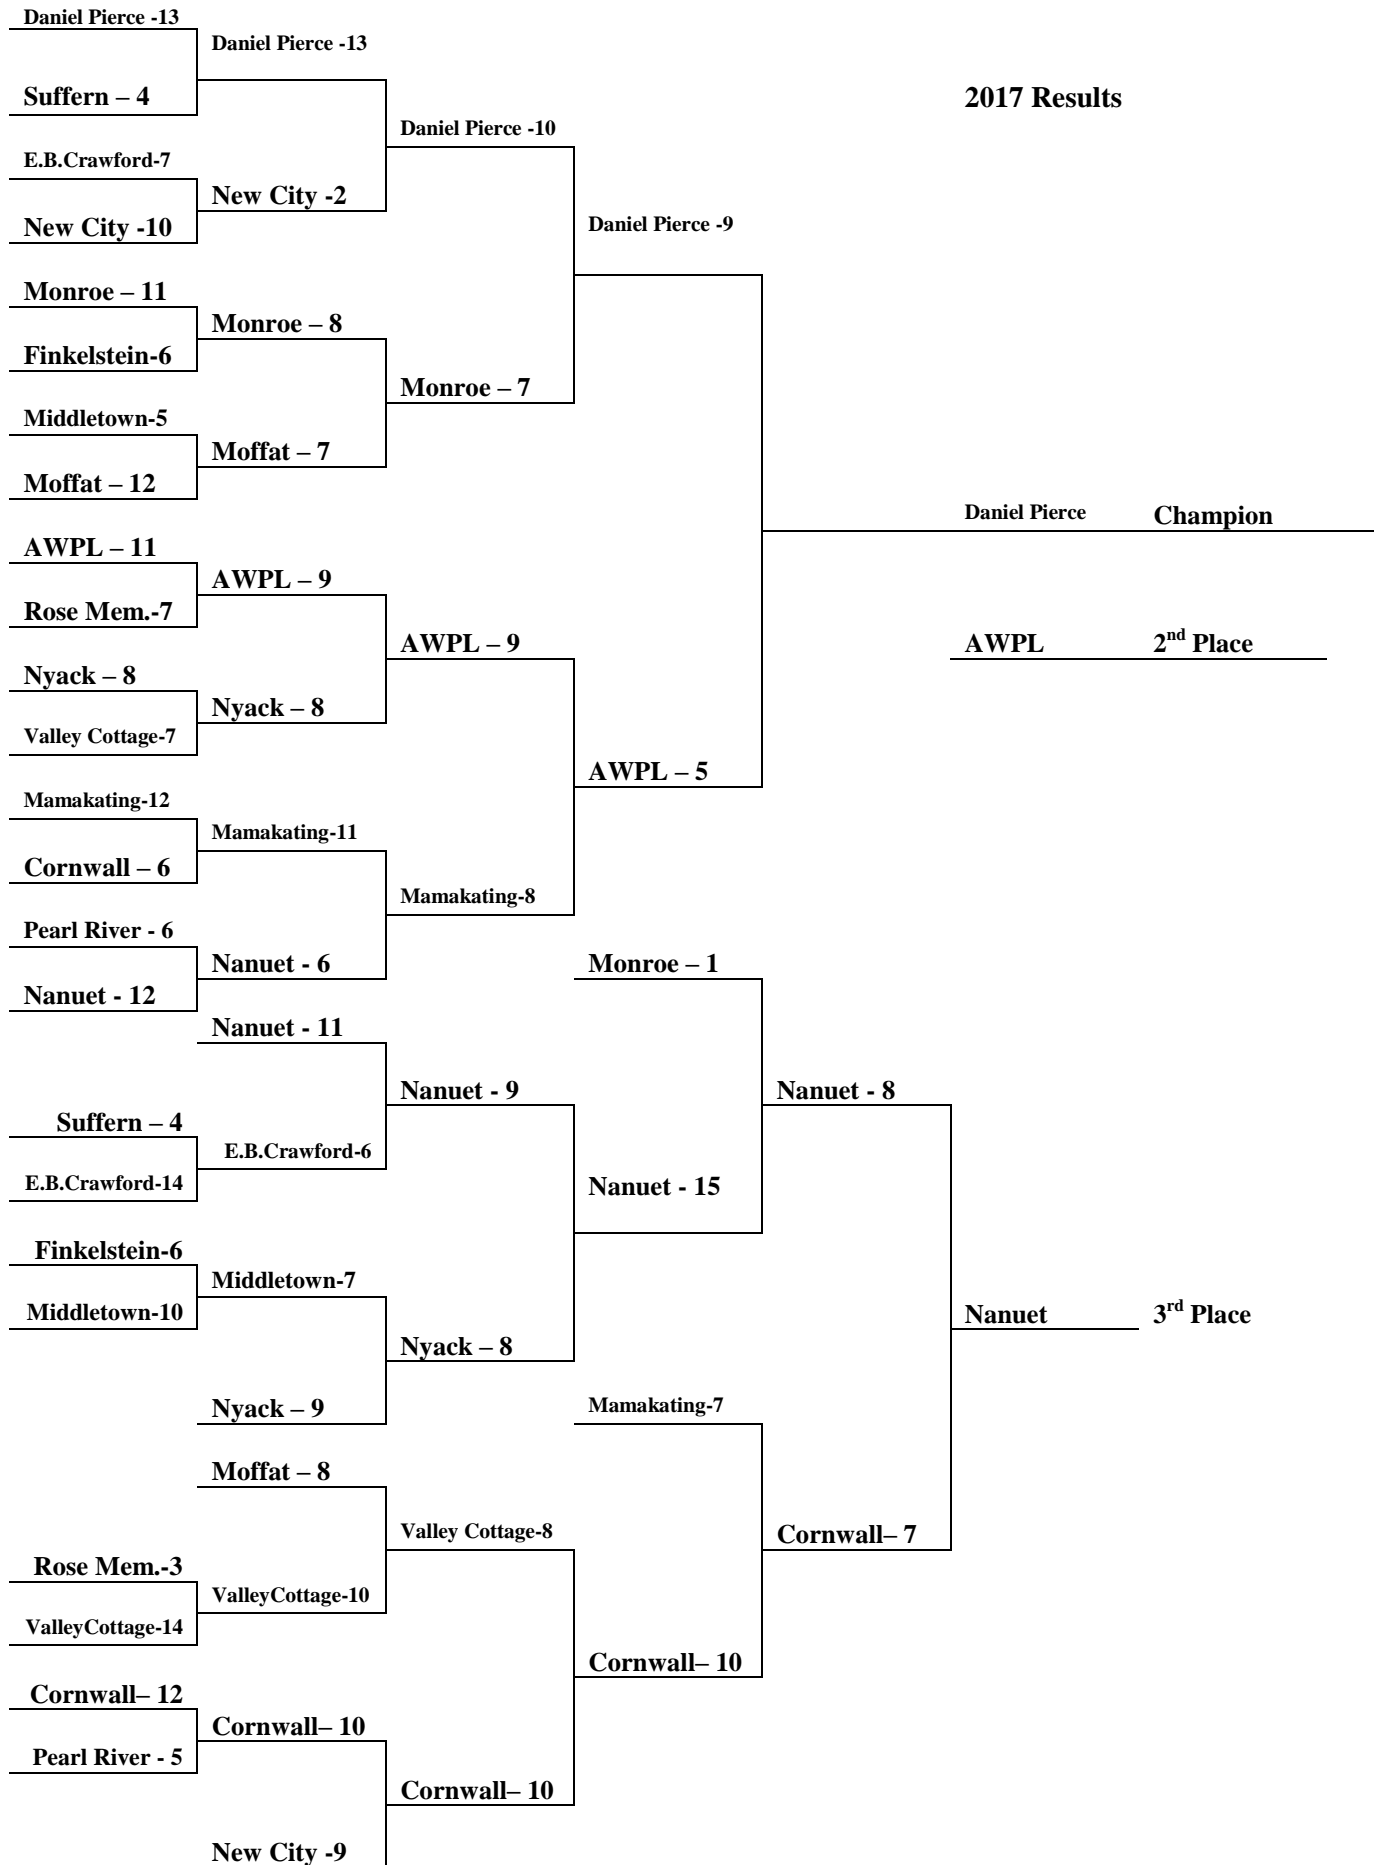 Daniel Pierce -13
Daniel Pierce -13
Suffern – 4
2017 Results
Daniel Pierce -10
E.B.Crawford-7
New City -2
New City -10
Daniel Pierce -9
Monroe – 11
Monroe – 8
Finkelstein-6
Monroe – 7
Middletown-5
Moffat – 7
Moffat – 12
Daniel Pierce Champion
AWPL – 11
AWPL – 9
Rose Mem.-7
AWPL – 9
AWPL 2nd Place
Nyack – 8
Nyack – 8
Valley Cottage-7
AWPL – 5
Mamakating-12
Mamakating-11
Cornwall – 6
Mamakating-8
Pearl River - 6
Nanuet - 6
Monroe – 1
Nanuet - 12
Nanuet - 11
Nanuet - 9
Nanuet - 8
Suffern – 4
E.B.Crawford-6
E.B.Crawford-14
Nanuet - 15
Finkelstein-6
Middletown-7
Middletown-10
Nanuet 3rd Place
Nyack – 8
Nyack – 9
Mamakating-7
Moffat – 8
Valley Cottage-8
Cornwall– 7
Rose Mem.-3
ValleyCottage-10
ValleyCottage-14
Cornwall– 10
Cornwall– 12
Cornwall– 10
Pearl River - 5
Cornwall– 10
New City -9